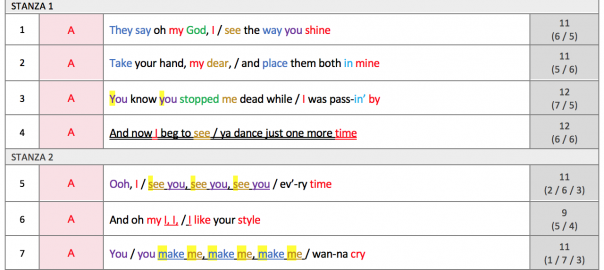 STANZA 1
1 A They say oh my God, I / see the way you shine 11
(6 / 5)
2 A Take your hand, my dear, / and place them both in mine 11
(5 / 6)
3 A You know you stopped me dead while / I was pass-in’ by 12
(7 / 5)
4 A And now I beg to see / ya dance just one more time 12
(6 / 6)
STANZA 2
5 A Ooh, I / see you, see you, see you / ev’-ry time 11
(2 / 6 / 3)
6 A And oh my I, I, / I like your style 9
(5 / 4)
7 A You / you make me, make me, make me / wan-na cry 11
(1 / 7 / 3)